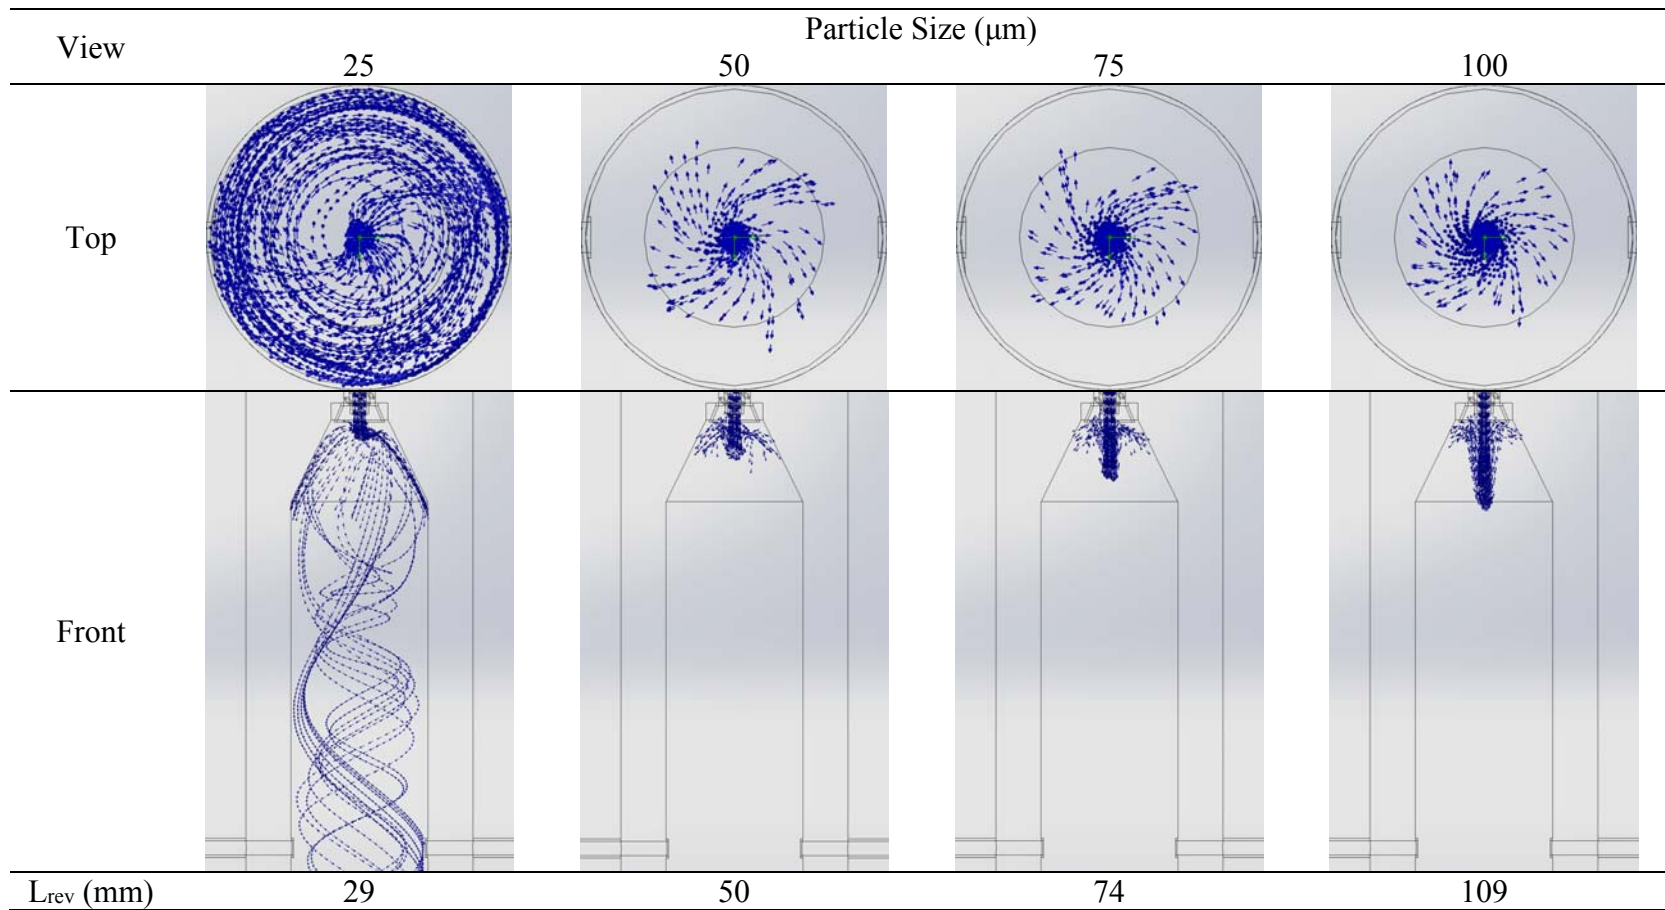 View
Particle Size (μm)
25 50 75 100
Top
Front
Lrev (mm) 29 50 74 109